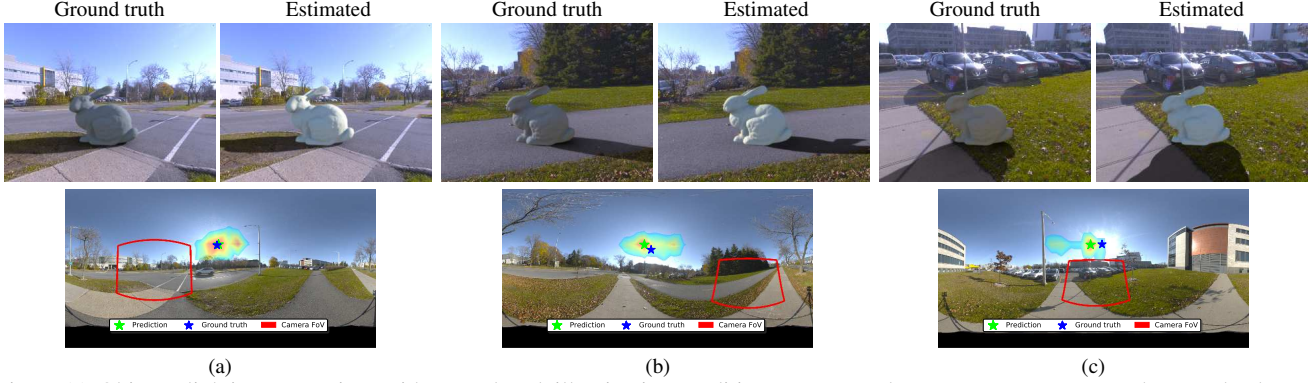 Ground truth
Estimated
Ground truth
Estimated
Ground truth
Estimated
Prediction
Ground truth
Camera FoV
Prediction
Ground truth
Camera FoV
Prediction
Ground truth
Camera FoV
(a)
(b)
(c)